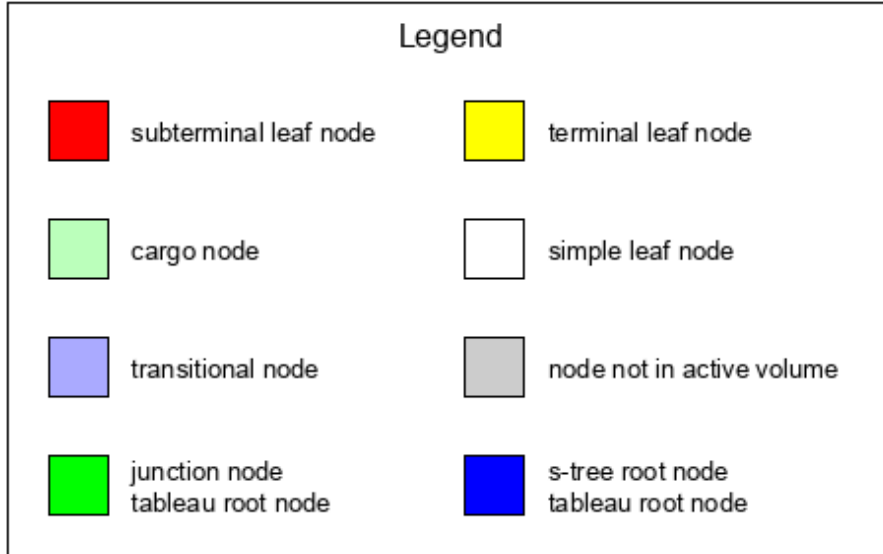 Legend
subterminal leaf node
terminal leaf node
cargo node
simple leaf node
transitional node
node not in active volume
junction node
tableau root node
s-tree root node
tableau root node